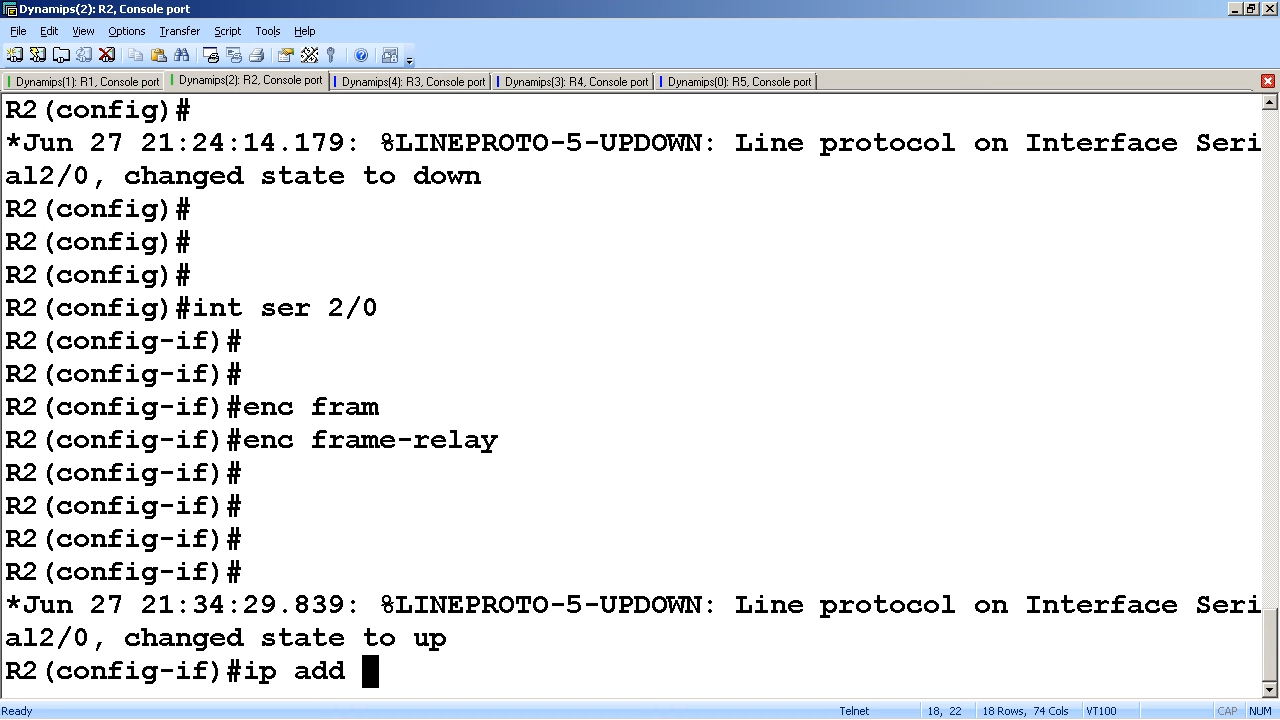 Dynamips(2): R2, Console port
File Edit View Options Transfer Script Tools Help
Dynamips(1): R1, Console port Dynamips(2): R2, Console port Dynamips(4): R3, Console port Dynamips(3): R4, Console port Dynamips(0): R5, Console port
R2(config)#
*Jun 27 21:24:14.179: %LINEPROTO-5-UPDOWN: Line protocol on Interface Seri
al2/0, changed state to down
R2(config)#
R2(config)#
R2(config)#
R2(config)#int ser 2/0
R2(config-if)#
R2(config-if)#
R2(config-if)#enc fram
R2(config-if)#enc frame-relay
R2(config-if)#
R2(config-if)#
R2(config-if)#
R2(config-if)#
*Jun 27 21:34:29.839: %LINEPROTO-5-UPDOWN: Line protocol on Interface Seri
al2/0, changed state to up
R2(config-if)#ip add
Ready Telnet 18, 22 18 Rows, 74 Cols VT100 CAP NUM